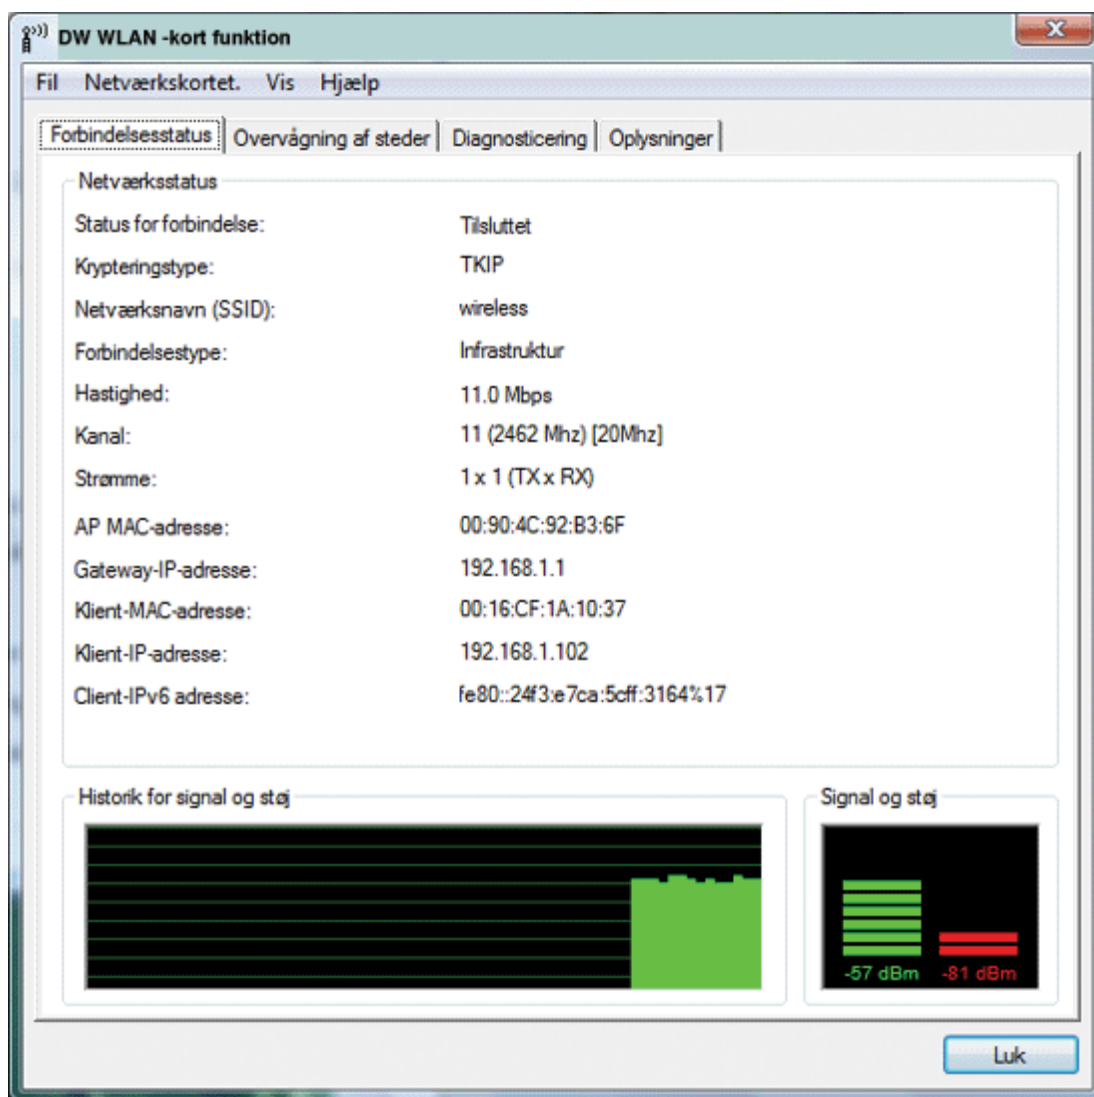 DW WLAN -kort funktion
Fil Netværkskortet. Vis Hjælp
Forbindelsesstatus Overvågning af steder Diagnosticering Oplysninger
Netværksstatus
Status for forbindelse: Tilsluttet
Krypteringstype: TKIP
Netværksnavn (SSID): wireless
Forbindelsestype: Infrastruktur
Hastighed: 11.0 Mbps
Kanal: 11 (2462 Mhz) [20Mhz]
Strømme: 1 x 1 (TX x RX)
AP MAC-adresse: 00:90:4C:92:B3:6F
Gateway-IP-adresse: 192.168.1.1
Klient-MAC-adresse: 00:16:CF:1A:10:37
Klient-IP-adresse: 192.168.1.102
Client-IPv6 adresse: fe80::24f3:e7ca:5cff:3164%17
Historik for signal og støj Signal og støj
-57 dBm -81 dBm
Luk